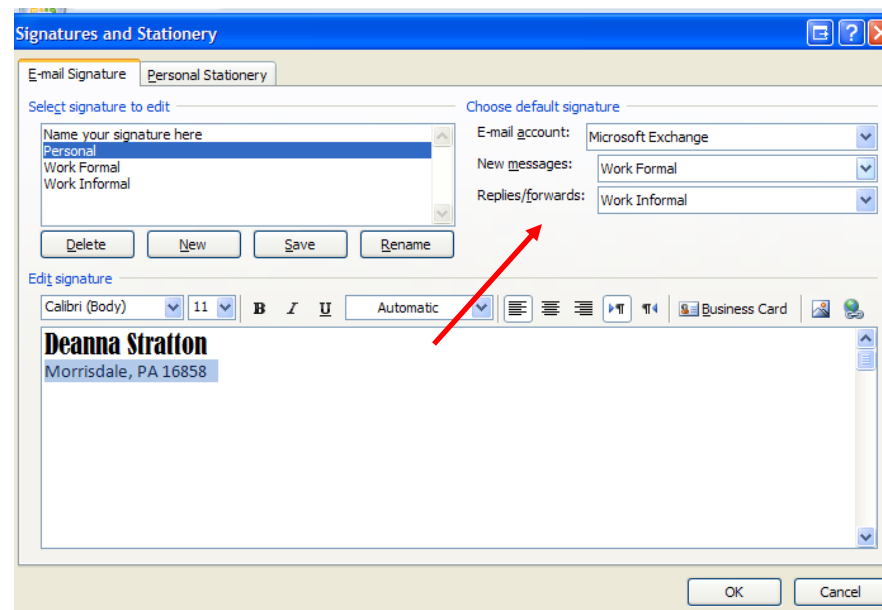 Signatures and Stationery
E-mail Signature Personal Stationery
Select signature to edit
Name your signature here
Personal
Work Formal
Work Informal
Delete New Save Rename
Choose default signature
E-mail account: Microsoft Exchange
New messages: Work Formal
Replies/forwards: Work Informal
Edit signature
Calibri (Body) 11 B I U Automatic Business Card
Deanna Stratton
Morrisdale, PA 16858
OK Cancel